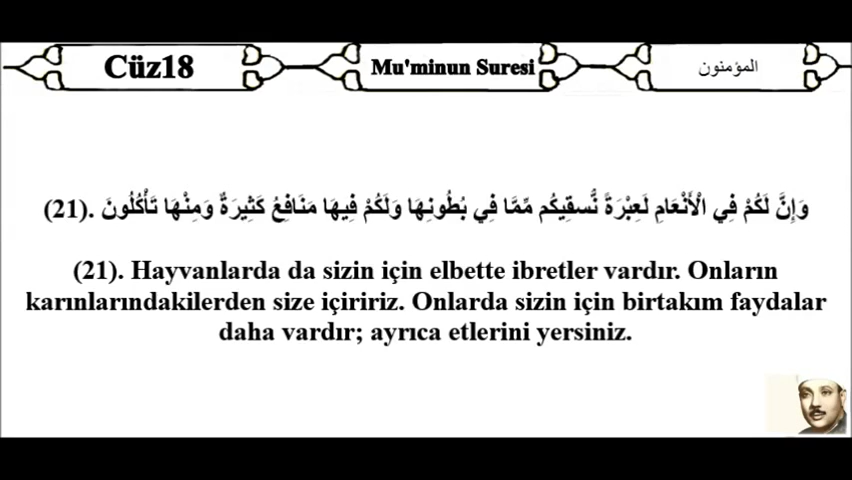 Cüz18
Mu'minun Suresi
المؤمنون
وَإِنَّ لَكُمْ فِي الْأَنْعَامِ لَعِبْرَةً نُّسقِيكُم مِّمَّا فِي بُطُونِهَا وَلَكُمْ فِيهَا مَنَافِعُ كَثِيرَةٌ وَمِنْهَا تَأْكُلُونَ .(21)
(21). Hayvanlarda da sizin için elbette ibretler vardır. Onların
karınlarındakilerden size içiririz. Onlarda sizin için birtakım faydalar
daha vardır; ayrıca etlerini yersiniz.